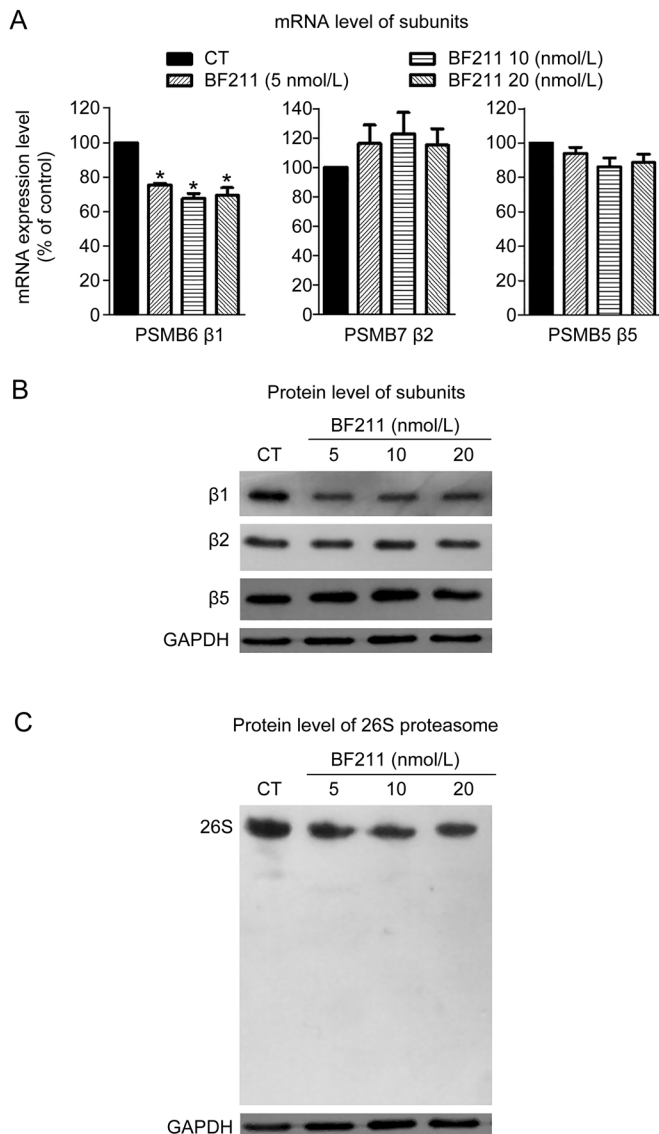 A
mRNA level of subunits
CT
BF211 10 (nmol/L)
BF211 (5 nmol/L)
BF211 20 (nmol/L)
mRNA expression level
(% of control)
120
100
80
60
40
20
0
*
*
*
PSMB6 β1
140
120
100
80
60
40
20
0
PSMB7 β2
120
100
80
60
40
20
0
PSMB5 β5
B
Protein level of subunits
BF211 (nmol/L)
CT 5 10 20
β1
β2
β5
GAPDH
C
Protein level of 26S proteasome
BF211 (nmol/L)
CT 5 10 20
26S
GAPDH